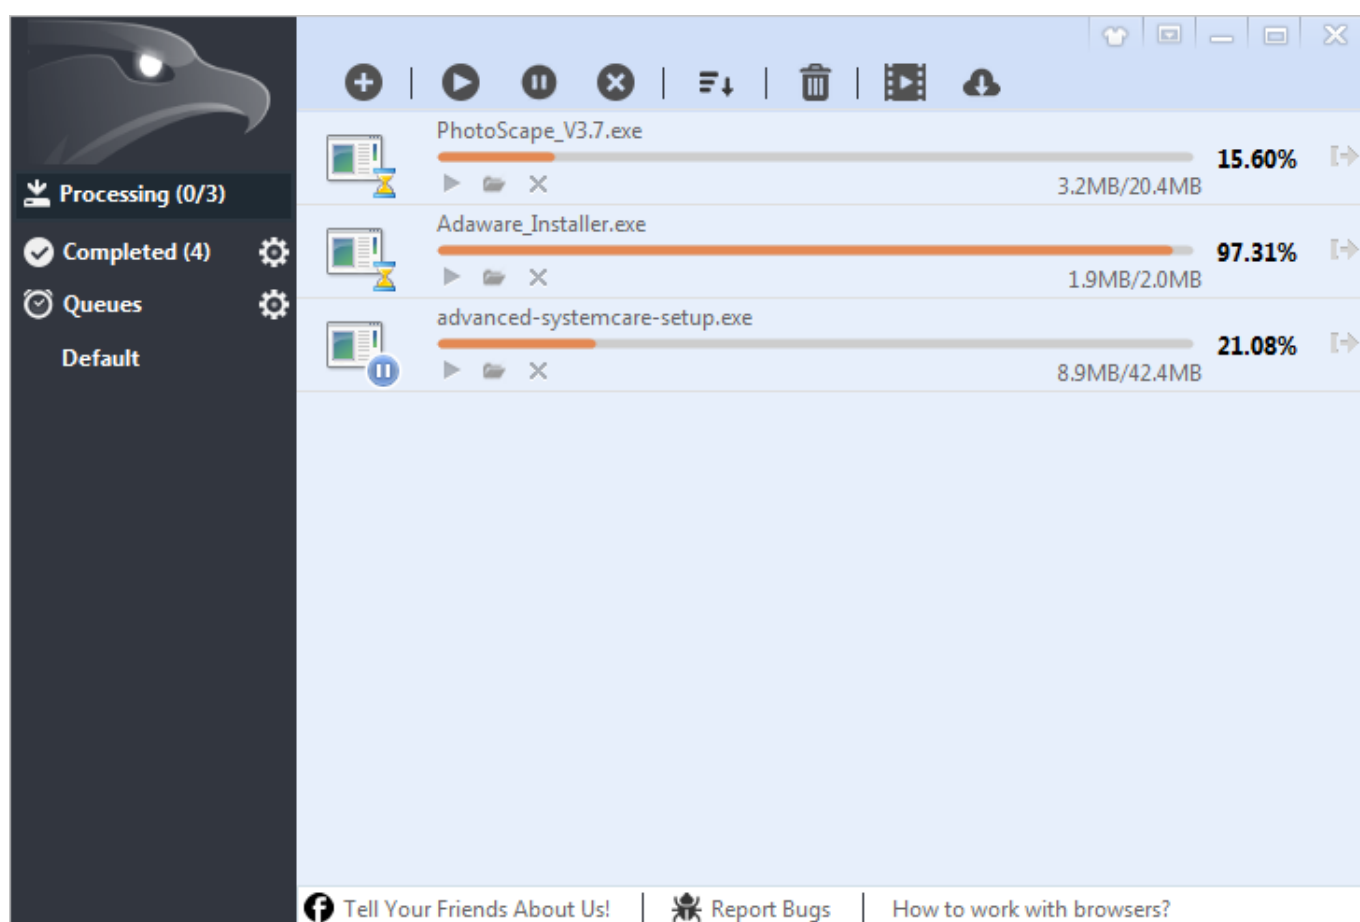 Processing (0/3)
Completed (4)
Queues
Default
PhotoScape_V3.7.exe
15.60%
3.2MB/20.4MB
Adaware_Installer.exe
97.31%
1.9MB/2.0MB
advanced-systemcare-setup.exe
21.08%
8.9MB/42.4MB
Tell Your Friends About Us!
Report Bugs
How to work with browsers?